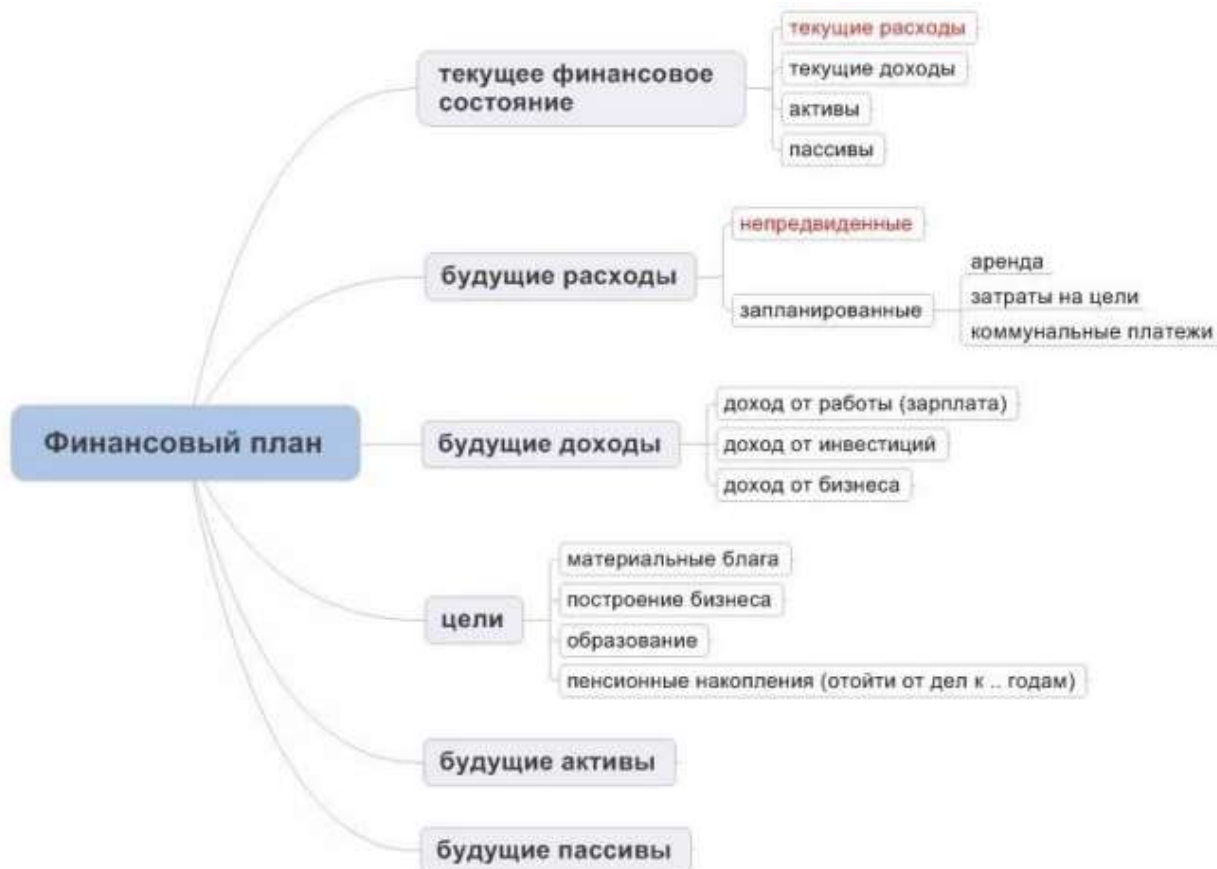 текущее финансовое
состояние
текущие расходы
текущие доходы
активы
пассивы
будущие расходы
непредвиденные
запланированные
аренда
затраты на цели
коммунальные платежи
Финансовый план
будущие доходы
доход от работы (зарплата)
доход от инвестиций
доход от бизнеса
цели
материальные блага
построение бизнеса
образование
пенсионные накопления (отойти от дел к .. годам)
будущие активы
будущие пассивы